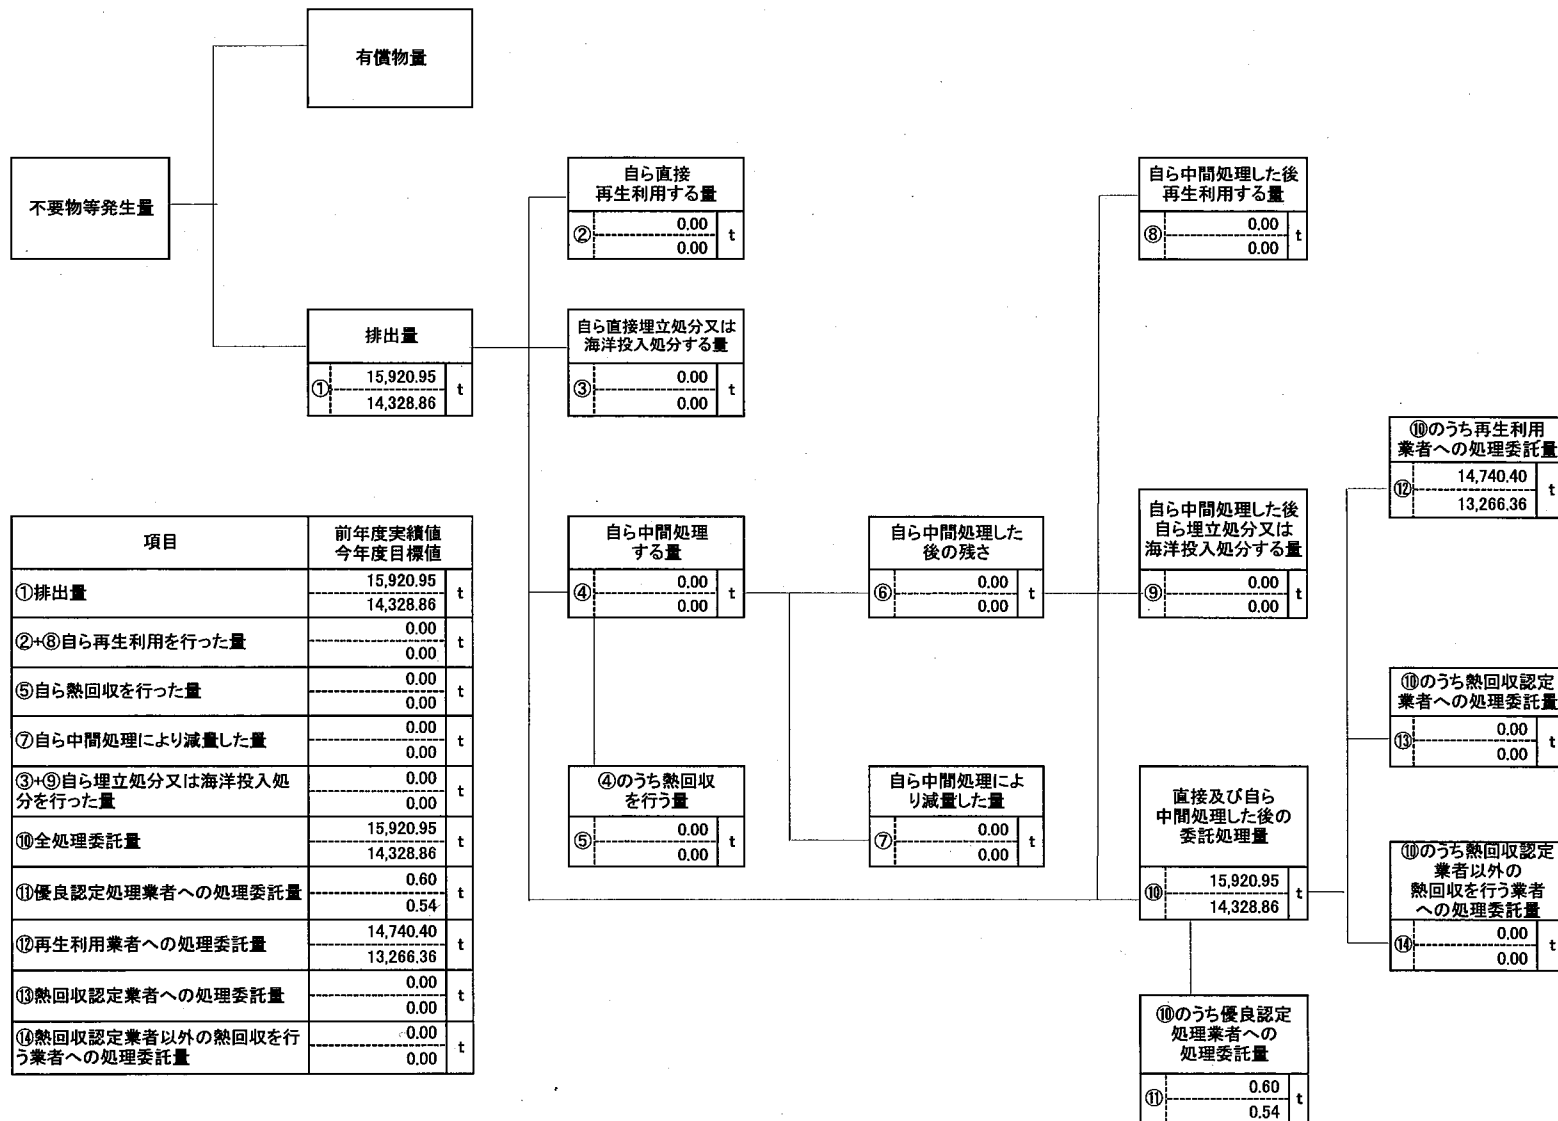 有償物量
不要物等発生量
自ら直接
再生利用する量
②
0.00
0.00
t
自ら中間処理した後
再生利用する量
⑧
0.00
0.00
t
排出量
①
15,920.95
14,328.86
t
自ら直接埋立処分又は
海洋投入処分する量
③
0.00
0.00
t
⑩のうち再生利用
業者への処理委託量
⑫
14,740.40
13,266.36
t
自ら中間処理
する量
④
0.00
0.00
t
自ら中間処理した
後の残さ
⑥
0.00
0.00
t
自ら中間処理した後
自ら埋立処分又は
海洋投入処分する量
⑨
0.00
0.00
t
⑩のうち熱回収認定
業者への処理委託量
⑬
0.00
0.00
t
④のうち熱回収
を行う量
⑤
0.00
0.00
t
自ら中間処理によ
り減量した量
⑦
0.00
0.00
t
直接及び自ら
中間処理した後の
委託処理量
⑩
15,920.95
14,328.86
t
⑩のうち熱回収認定
業者以外の
熱回収を行う業者
への処理委託量
⑭
0.00
0.00
t
⑩のうち優良認定
処理業者への
処理委託量
⑪
0.60
0.54
t
項目
前年度実績値
今年度目標値
①排出量
15,920.95
14,328.86
t
②+⑧自ら再生利用を行った量
0.00
0.00
t
⑤自ら熱回収を行った量
0.00
0.00
t
⑦自ら中間処理により減量した量
0.00
0.00
t
③+⑨自ら埋立処分又は海洋投入処
分を行った量
0.00
0.00
t
⑩全処理委託量
15,920.95
14,328.86
t
⑪優良認定処理業者への処理委託量
0.60
0.54
t
⑫再生利用業者への処理委託量
14,740.40
13,266.36
t
⑬熱回収認定業者への処理委託量
0.00
0.00
t
⑭熱回収認定業者以外の熱回収を行
う業者への処理委託量
0.00
0.00
t